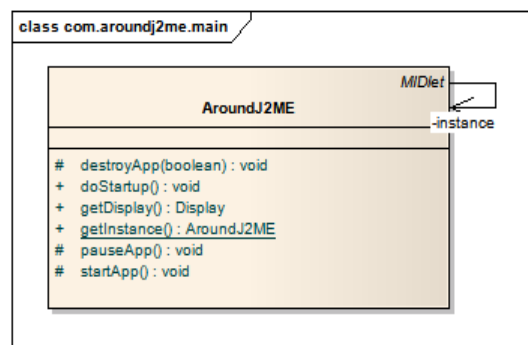 class com.aroundj2me.main
MIDlet
AroundJ2ME
-instance
# destroyApp(boolean) : void
+ doStartup() : void
+ getDisplay() : Display
+ getInstance() : AroundJ2ME
# pauseApp() : void
# startApp() : void